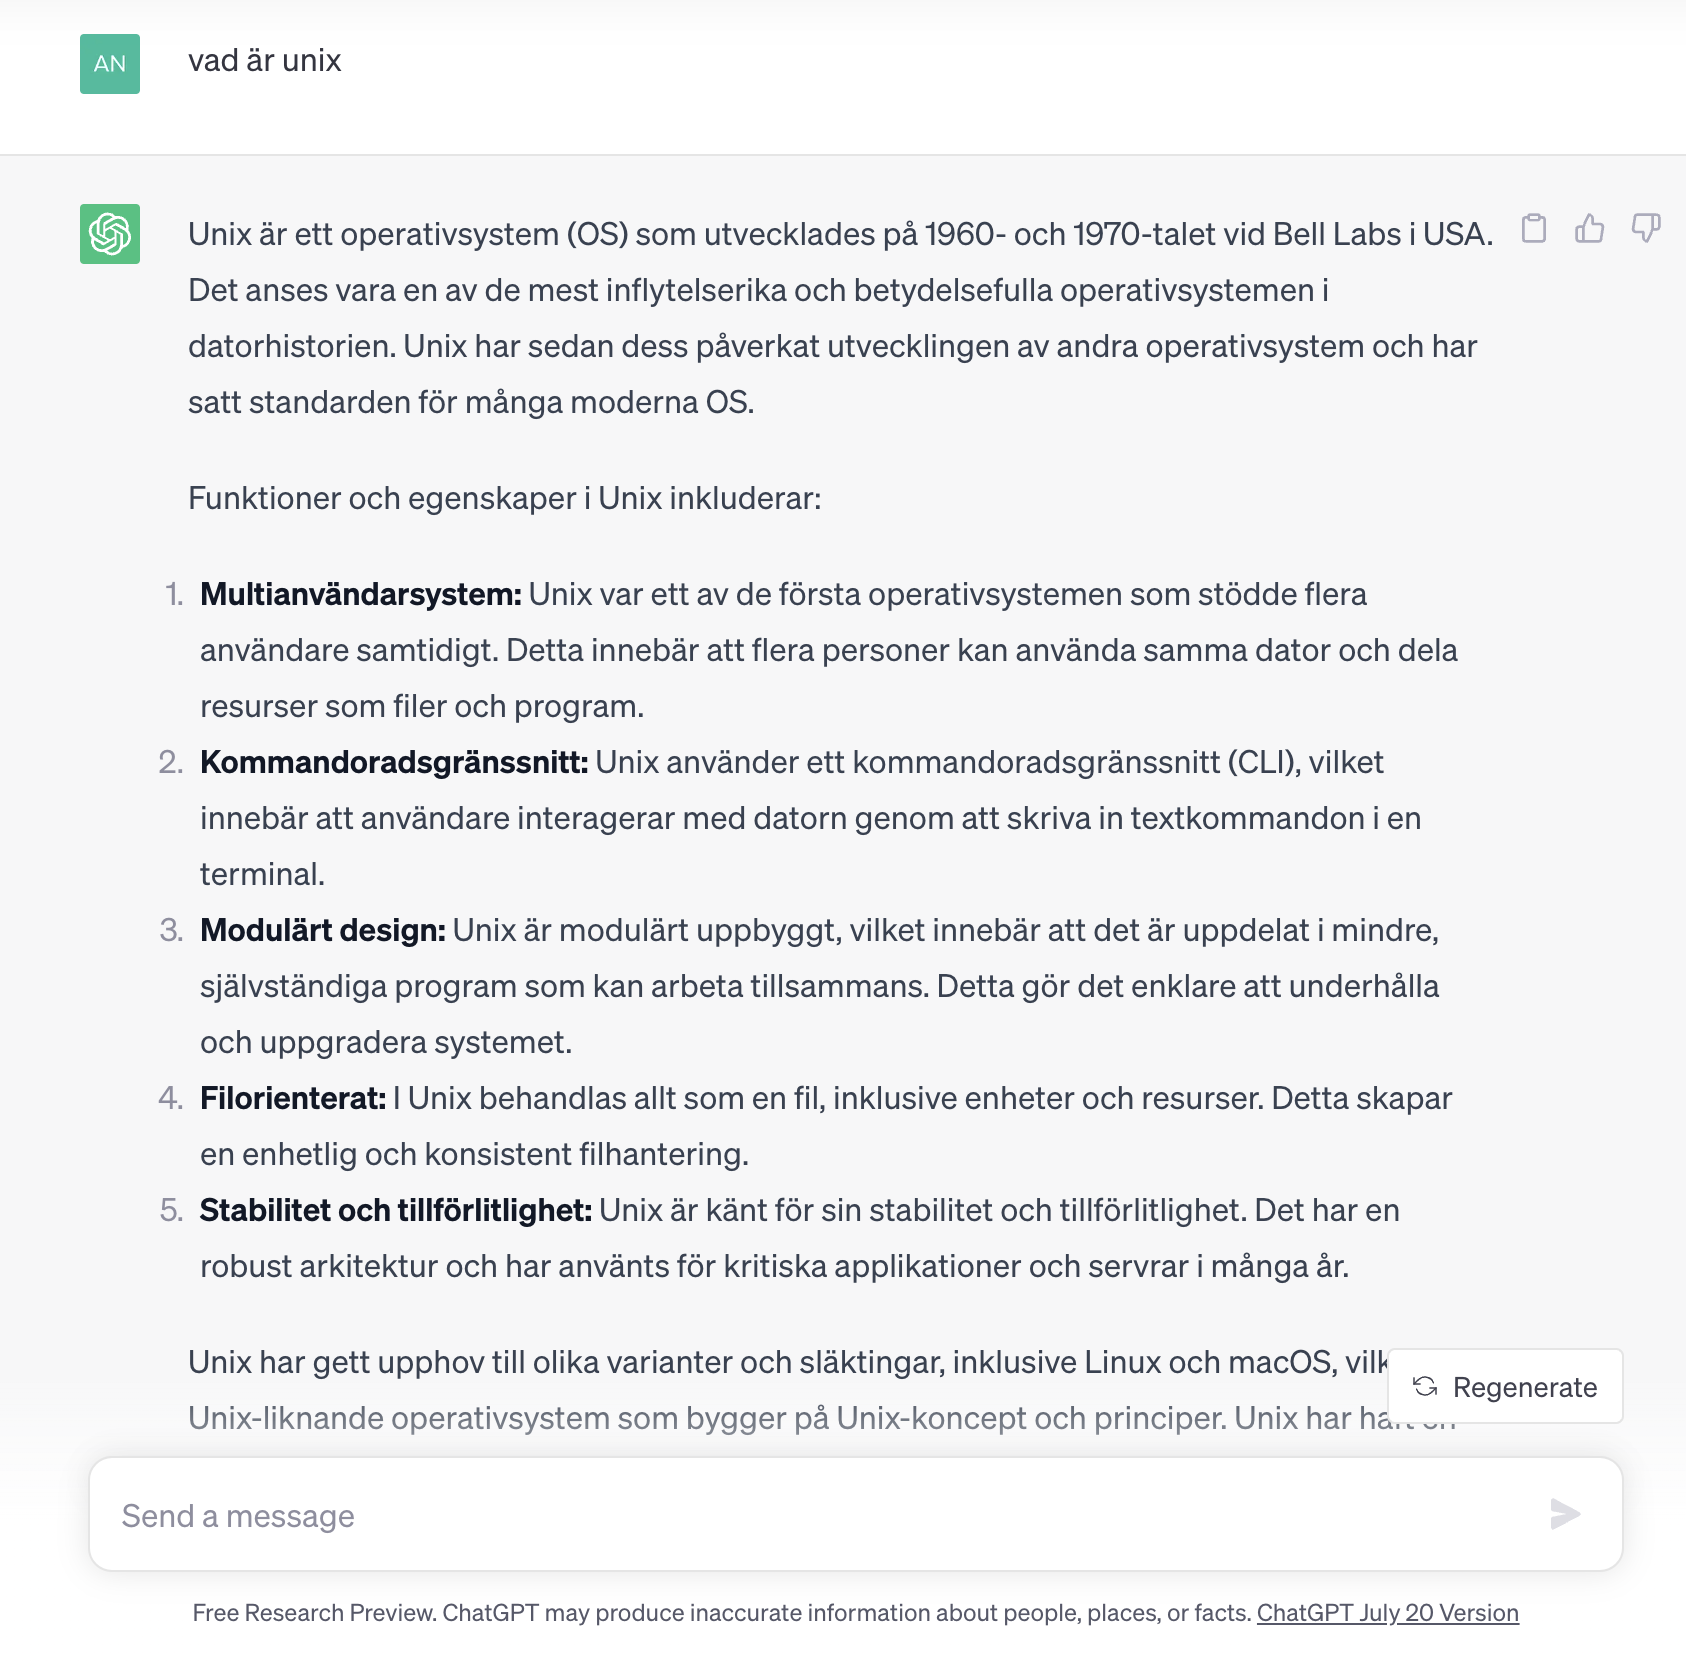 AN
vad är unix
Unix är ett operativsystem (OS) som utvecklades på 1960- och 1970-talet vid Bell Labs i USA.
Det anses vara en av de mest inflytelserika och betydelsefulla operativsystemen i
datorhistorien. Unix har sedan dess påverkat utvecklingen av andra operativsystem och har
satt standarden för många moderna OS.
Funktioner och egenskaper i Unix inkluderar:
1. Multianvändarsystem: Unix var ett av de första operativsystemen som stödde flera
användare samtidigt. Detta innebär att flera personer kan använda samma dator och dela
resurser som filer och program.
2. Kommandoradsgränssnitt: Unix använder ett kommandoradsgränssnitt (CLI), vilket
innebär att användare interagerar med datorn genom att skriva in textkommandon i en
terminal.
3. Modulärt design: Unix är modulärt uppbyggt, vilket innebär att det är uppdelat i mindre,
självständiga program som kan arbeta tillsammans. Detta gör det enklare att underhålla
och uppgradera systemet.
4. Filorienterat: I Unix behandlas allt som en fil, inklusive enheter och resurser. Detta skapar
en enhetlig och konsistent filhantering.
5. Stabilitet och tillförlitlighet: Unix är känt för sin stabilitet och tillförlitlighet. Det har en
robust arkitektur och har använts för kritiska applikationer och servrar i många år.
Unix har gett upphov till olika varianter och släktingar, inklusive Linux och macOS,
Regenerate
Unix-liknande operativsystem som bygger på Unix-koncept och principer. Unix har
Send a message
Free Research Preview. ChatGPT may produce inaccurate information about people, places, or facts. ChatGPT July 20 Version